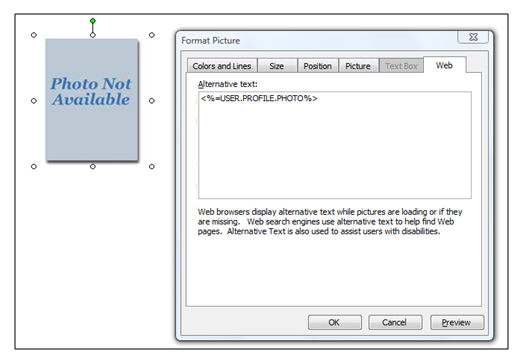 Photo Not
Available
Format Picture
Colors and Lines
Size
Position
Picture
Text Box
Web
Alternative text:
<%=USER.PROFILE.PHOTO%>
Web browsers display alternative text while pictures are loading or if they
are missing.  Web search engines use alternative text to help find Web
pages.  Alternative Text is also used to assist users with disabilities.
OK
Cancel
Preview